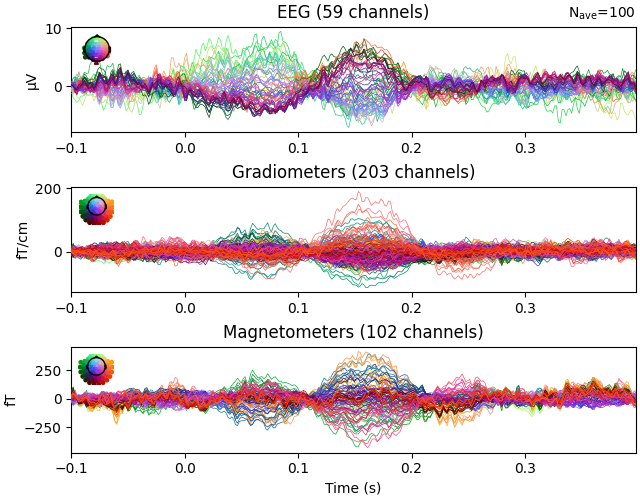 EEG (59 channels)
Nave=100
10
0
µV
−0.1
0.0
0.1
0.2
0.3
Gradiometers (203 channels)
200
0
fT/cm
−0.1
0.0
0.1
0.2
0.3
Magnetometers (102 channels)
250
0
−250
fT
−0.1
0.0
0.1
0.2
0.3
Time (s)